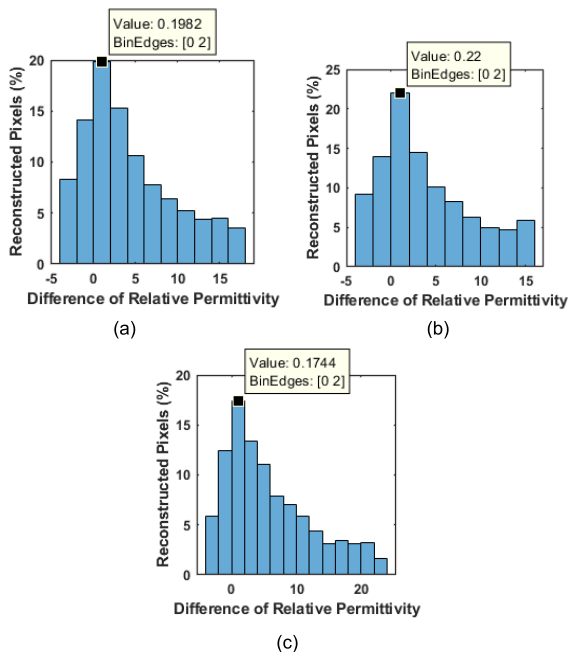 Value: 0.1982
BinEdges: [0 2]
Reconstructed Pixels (%)
20
15
10
5
0
-5 0 5 10 15
Difference of Relative Permittivity
(a)
Value: 0.22
BinEdges: [0 2]
Reconstructed Pixels (%)
25
20
15
10
5
0
-5 0 5 10 15
Difference of Relative Permittivity
(b)
Value: 0.1744
BinEdges: [0 2]
Reconstructed Pixels (%)
20
15
10
5
0
0 10 20
Difference of Relative Permittivity
(c)